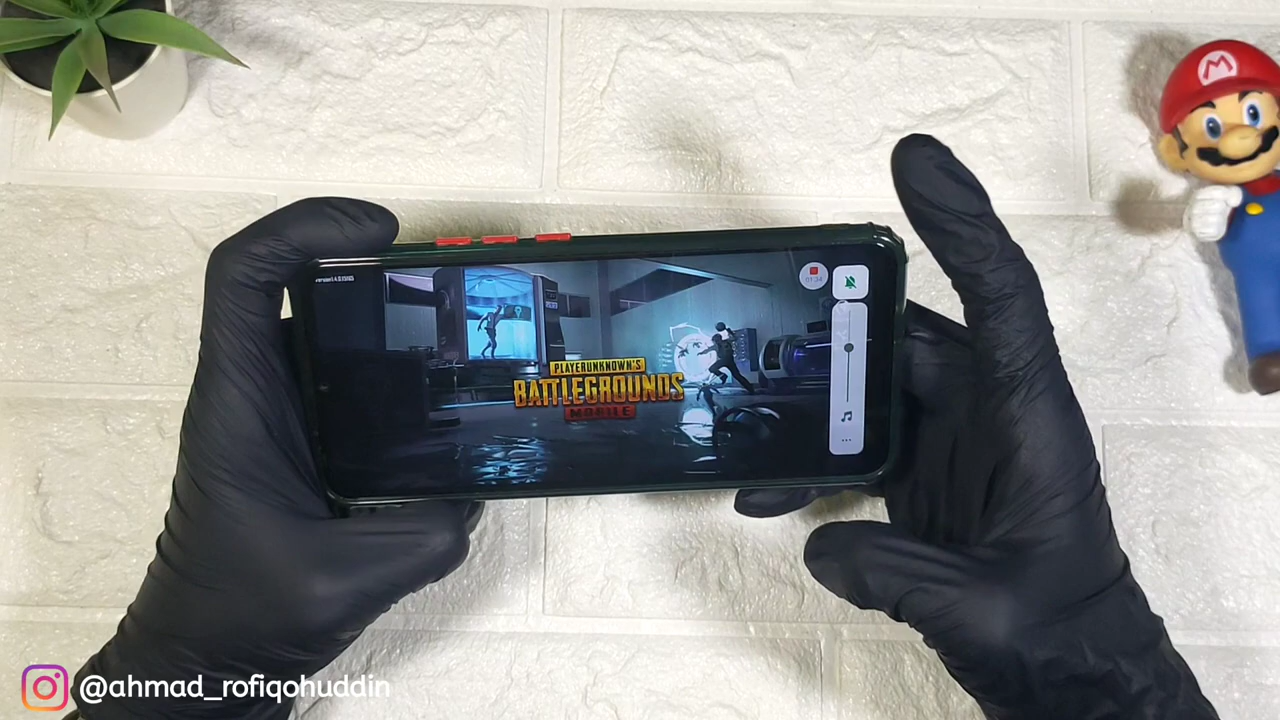 M
PLAYERUNKNOWN'S
BATTLEGROUNDS
MOBILE
@ahmad_rofiqohuddin